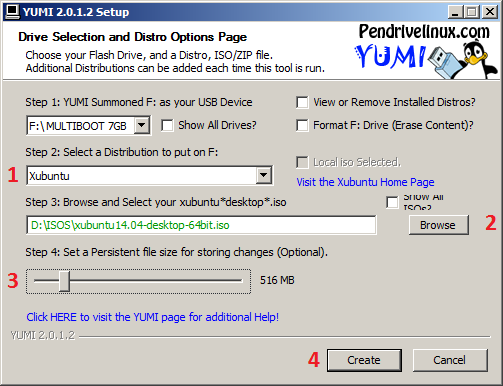 YUMI 2.0.1.2 Setup
Pendrivelinux.com
YUMI
Drive Selection and Distro Options Page
Choose your Flash Drive, and a Distro, ISO/ZIP file.
Additional Distributions can be added each time this tool is run.
Step 1: YUMI Summoned F: as your USB Device
View or Remove Installed Distros?
F:\MULTIBOOT 7GB
Show All Drives?
Format F: Drive (Erase Content)?
Step 2: Select a Distribution to put on F:
Local iso Selected.
1
Xubuntu
Visit the Xubuntu Home Page
Step 3: Browse and Select your xubuntu*desktop*.iso
Show All
ISOs?
D:\ISOS\xubuntu14.04-desktop-64bit.iso
Browse
2
Step 4: Set a Persistent file size for storing changes (Optional).
3
516 MB
Click HERE to visit the YUMI page for additional Help!
YUMI 2.0.1.2
4
Create
Cancel